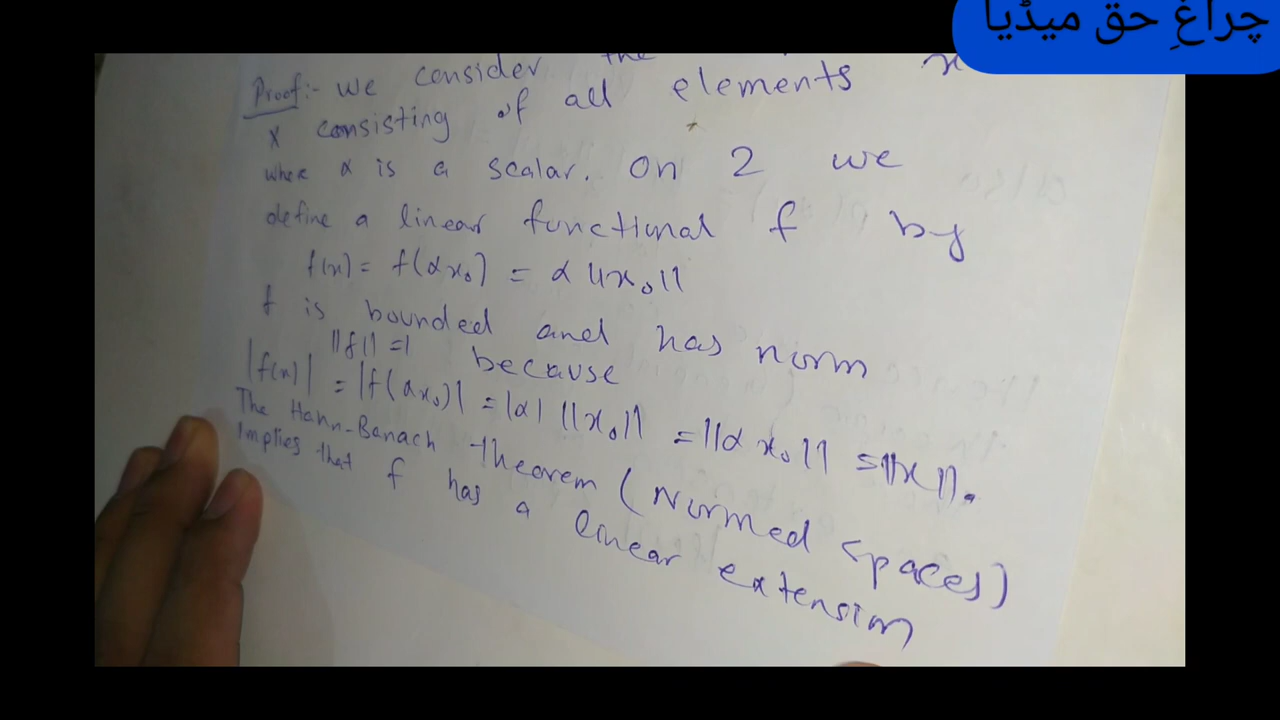 چراغِ حق میڈیا
Proof:- we consider the
X consisting of all elements x
where α is a scalar. on 2 we
define a linear functional f by
f(x) = f(αx₀) = α ||x₀||
f is bounded and has norm
||f|| = 1 because
|f(x)| = |f(αx₀)| = |α| ||x₀|| = ||αx₀|| = ||x||.
The Hahn-Banach theorem (Normed spaces)
Implies that f has a linear extension